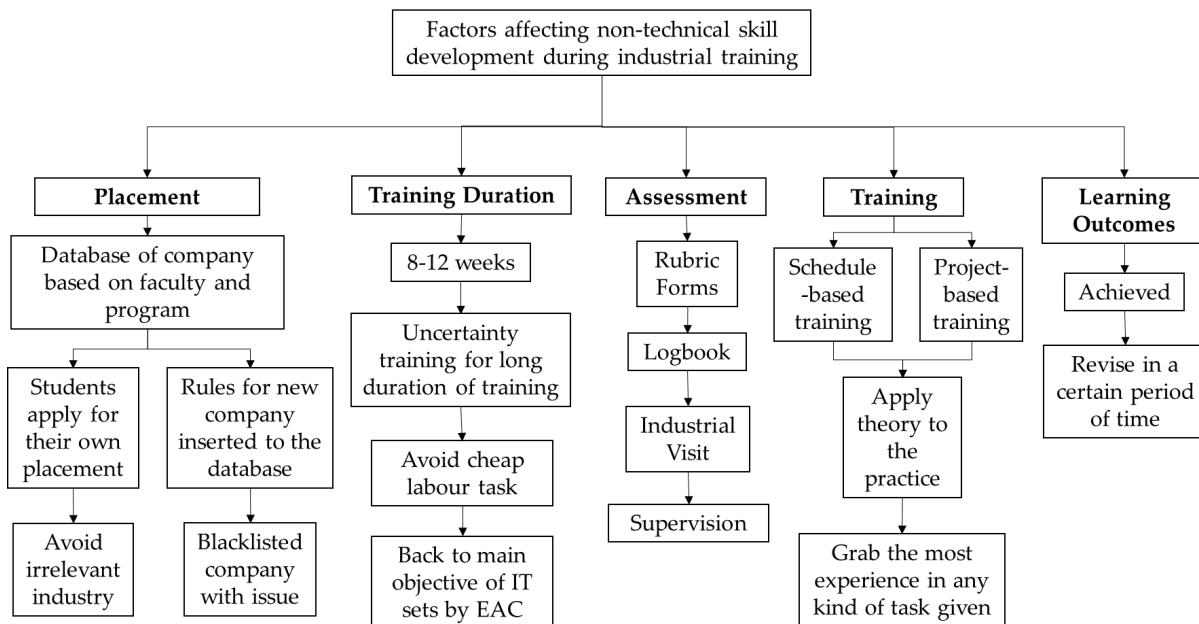 Factors affecting non-technical skill
development during industrial training
Placement
Database of company
based on faculty and
program
Students
apply for
their own
placement
Avoid
irrelevant
industry
Rules for new
company
inserted to the
database
Blacklisted
company
with issue
Training Duration
8-12 weeks
Uncertainty
training for long
duration of training
Avoid cheap
labour task
Back to main
objective of IT
sets by EAC
Assessment
Rubric
Forms
Logbook
Industrial
Visit
Supervision
Training
Schedule
-based
training
Project-
based
training
Apply
theory to
the
practice
Grab the most
experience in any
kind of task given
Learning
Outcomes
Achieved
Revise in a
certain period
of time